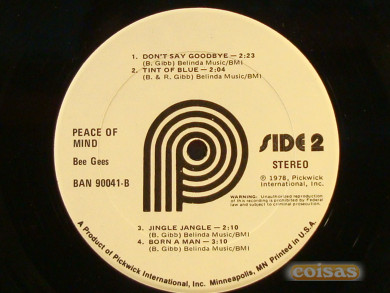 1. DON'T SAY GOODBYE — 2:23
(B. Gibb) Belinda Music/BMI)
2. TINT OF BLUE — 2:04
(B. & R. Gibb) Belinda Music/BMI)
PEACE OF
MIND
Bee Gees
BAN 90041-B
SIDE 2
STEREO
℗ 1978, Pickwick
International, Inc.
WARNING: Unauthorized reproduction
of this recording is prohibited by Federal
law and subject to criminal prosecution.
3. JINGLE JANGLE — 2:10
(B. Gibb) Belinda Music/BMI)
4. BORN A MAN — 3:10
(B. Gibb) Belinda Music/BMI)
A Product of Pickwick International, Inc. Minneapolis, MN Printed in U.S.A.
coisas